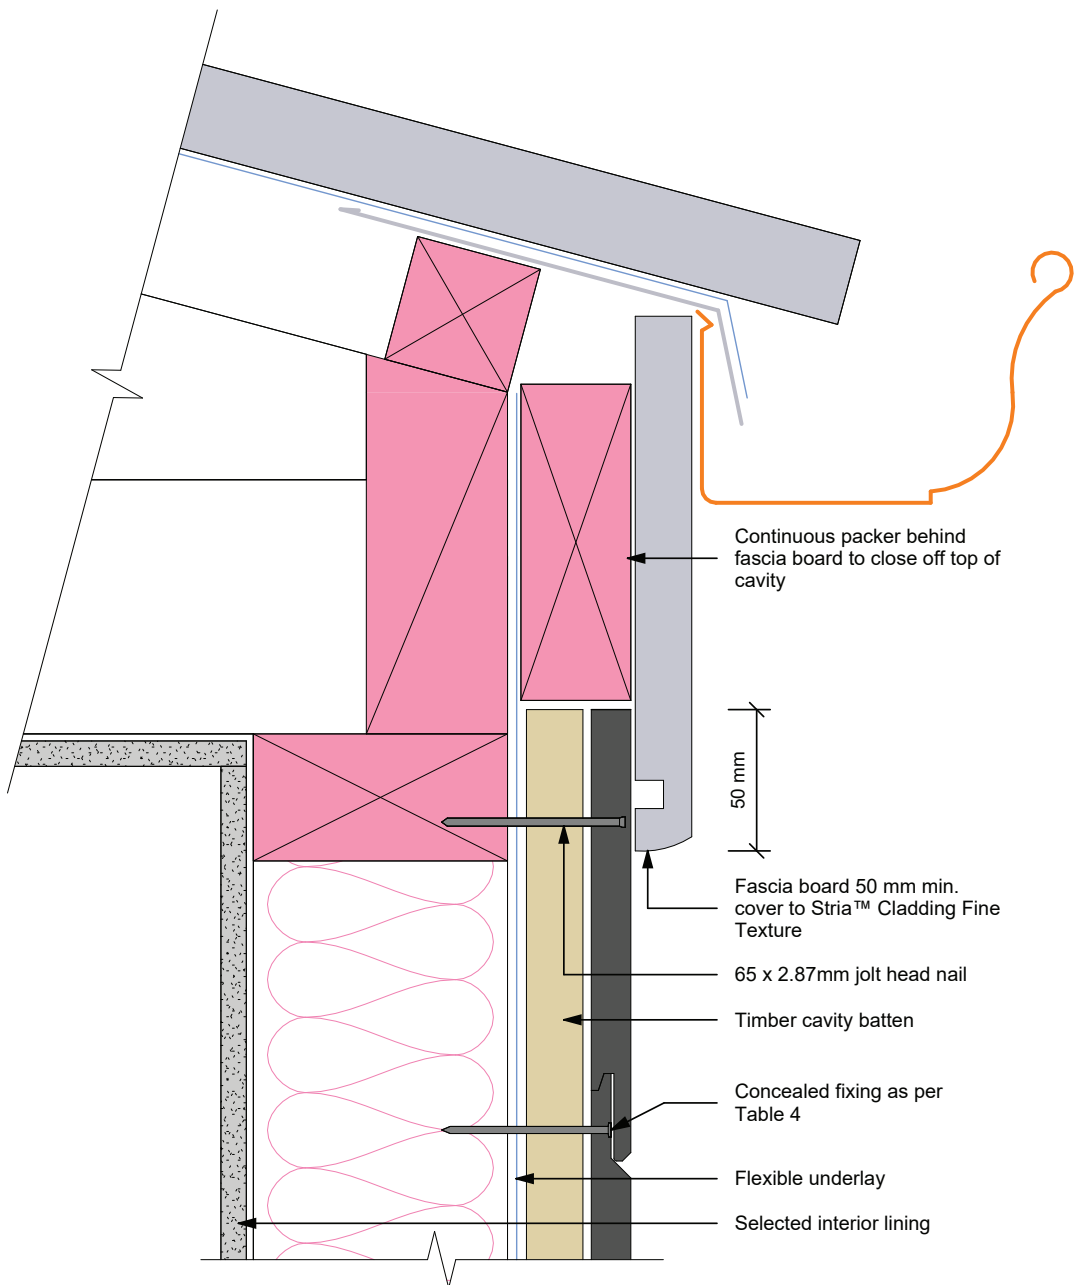 Continuous packer behind
fascia board to close off top of
cavity
50 mm
Fascia board 50 mm min.
cover to Stria™ Cladding Fine
Texture
65 x 2.87mm jolt head nail
Timber cavity batten
Concealed fixing as per
Table 4
Flexible underlay
Selected interior lining